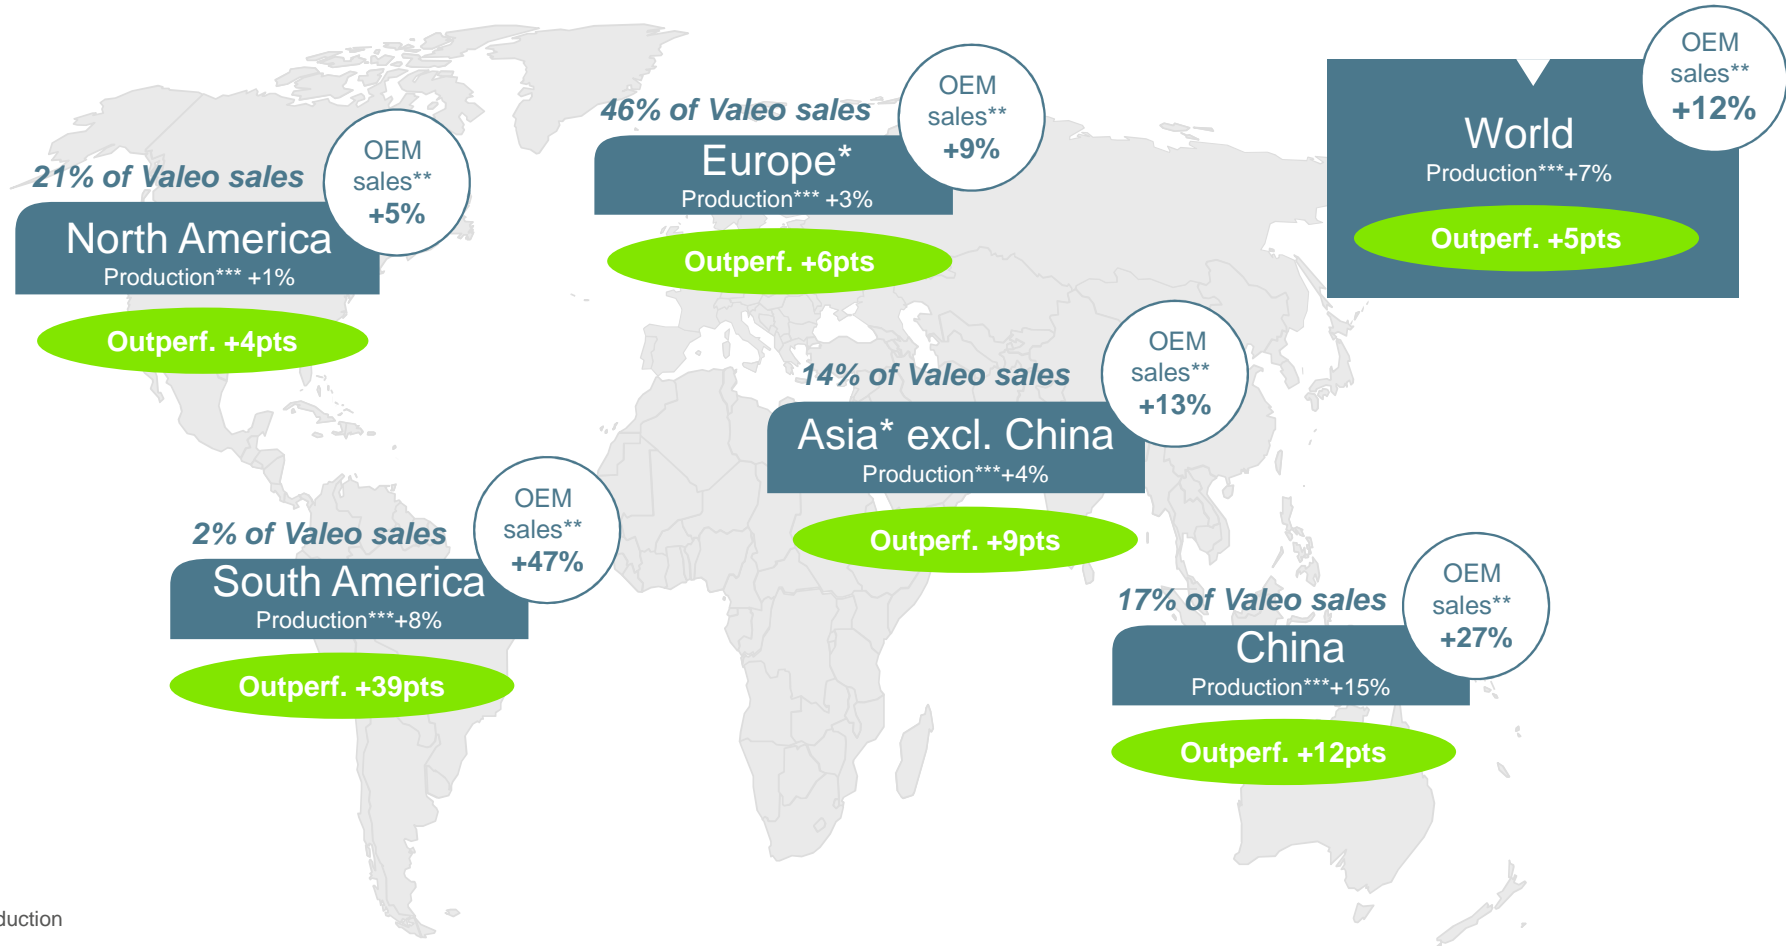 21% of Valeo sales
OEM
sales**
+5%
North America
Production*** +1%
Outperf. +4pts
46% of Valeo sales
OEM
sales**
+9%
Europe*
Production*** +3%
Outperf. +6pts
OEM
sales**
+12%
World
Production***+7%
Outperf. +5pts
14% of Valeo sales
OEM
sales**
+13%
Asia* excl. China
Production***+4%
Outperf. +9pts
2% of Valeo sales
OEM
sales**
+47%
South America
Production***+8%
Outperf. +39pts
17% of Valeo sales
OEM
sales**
+27%
China
Production***+15%
Outperf. +12pts
duction